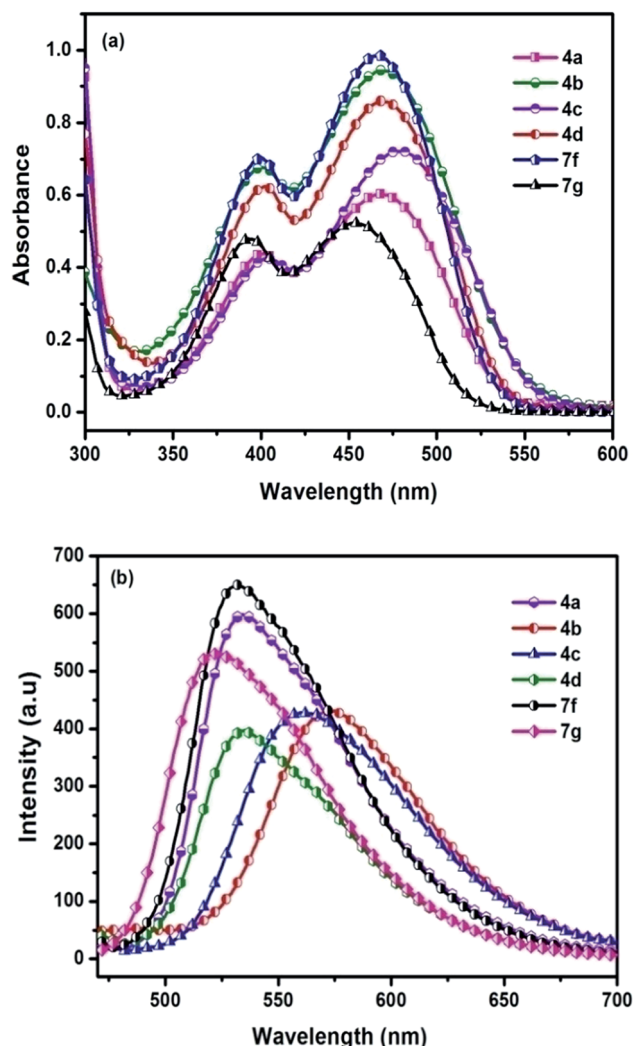 (a)
1.0
0.8
0.6
0.4
0.2
0.0
Absorbance
4a
4b
4c
4d
7f
7g
300 350 400 450 500 550 600
Wavelength (nm)
(b)
700
600
500
400
300
200
100
0
Intensity (a.u)
4a
4b
4c
4d
7f
7g
500 550 600 650 700
Wavelength (nm)